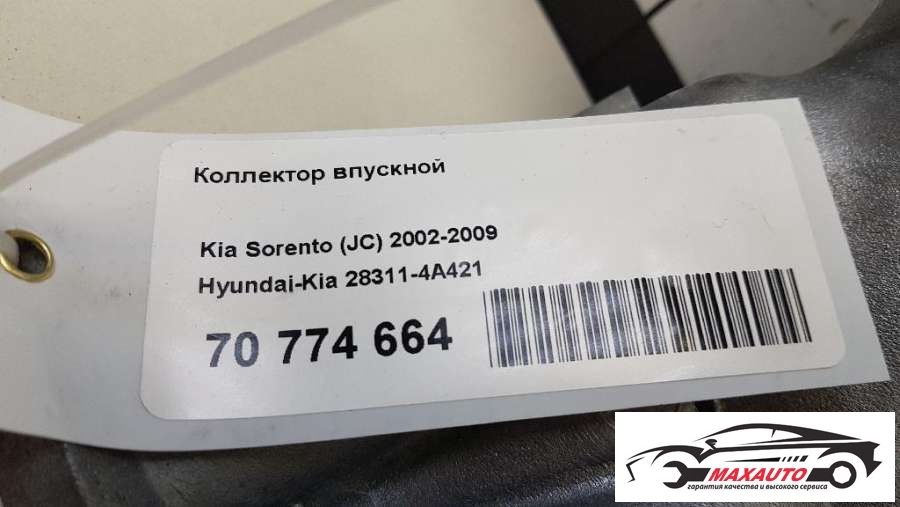 Коллектор впускной
Kia Sorento (JC) 2002-2009
Hyundai-Kia 28311-4A421
70 774 664
MAXAUTO
гарантия качества и высокого сервиса